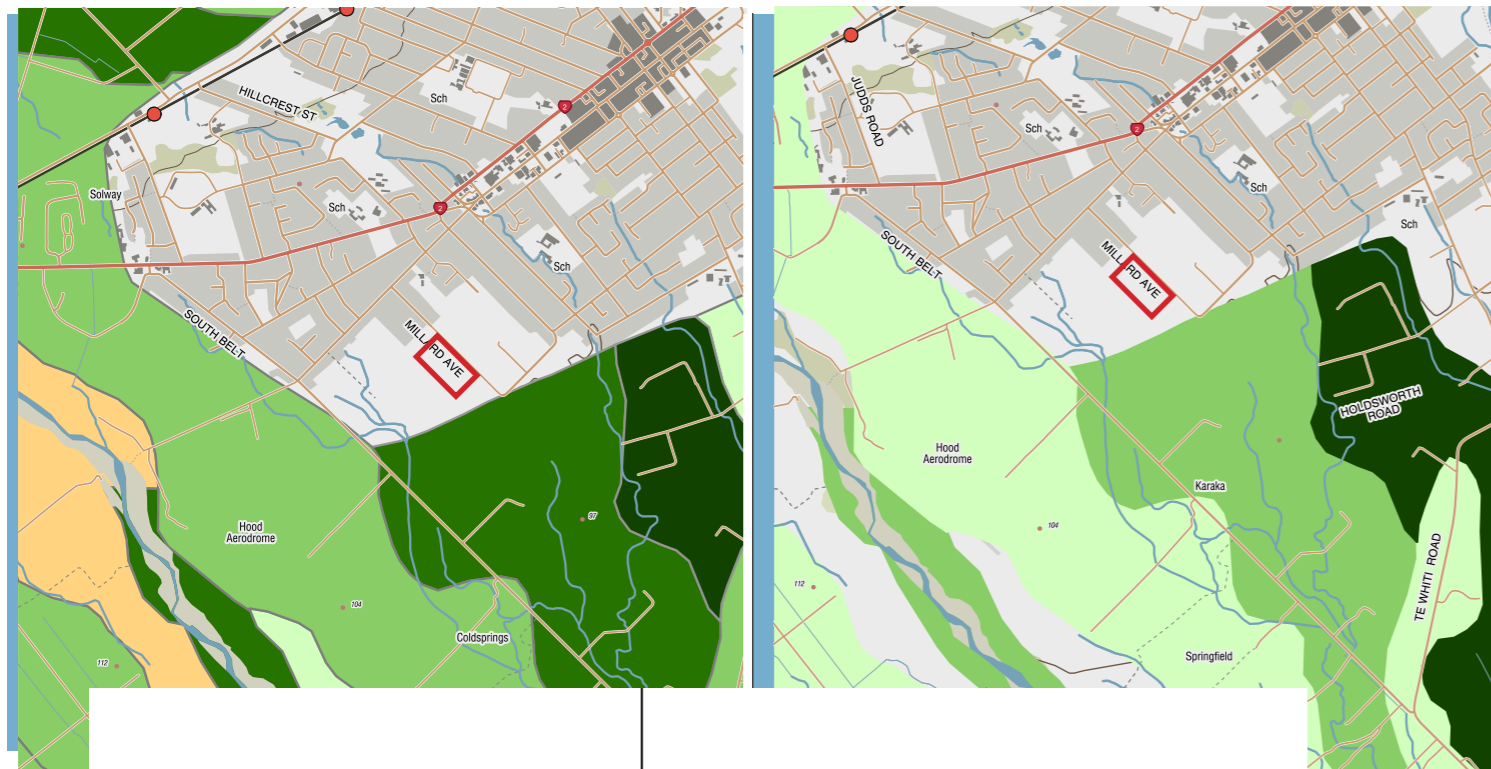 HILLCREST ST
Sch
2
Solway
Sch
2
Sch
SOUTH BELT
MILLARD AVE
Hood
Aerodrome
97
104
Coldsprings
112
JUDDS ROAD
2
Sch
Sch
Sch
SOUTH BELT
MILLARD AVE
HOLDSWORTH
ROAD
Hood
Aerodrome
Karaka
104
TE WHITI ROAD
112
Springfield